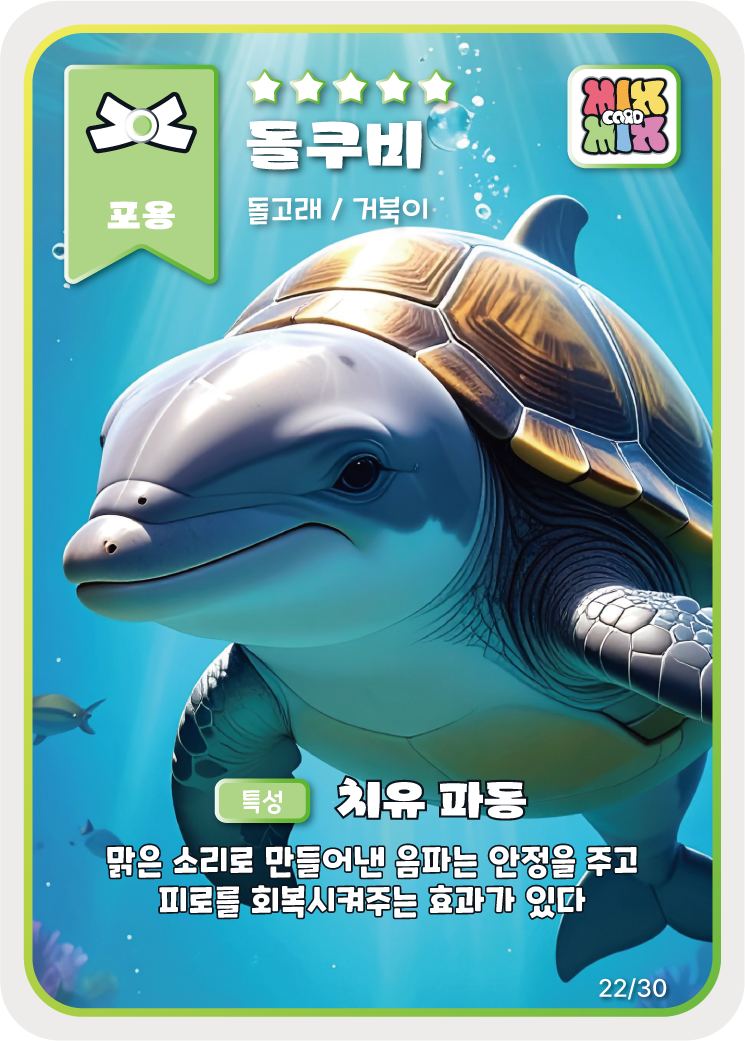 포용
돌쿠비
돌고래 / 거북이
MIX
CARD
MIX
특성
치유 파동
맑은 소리로 만들어낸 음파는 안정을 주고
피로를 회복시켜주는 효과가 있다
22/30